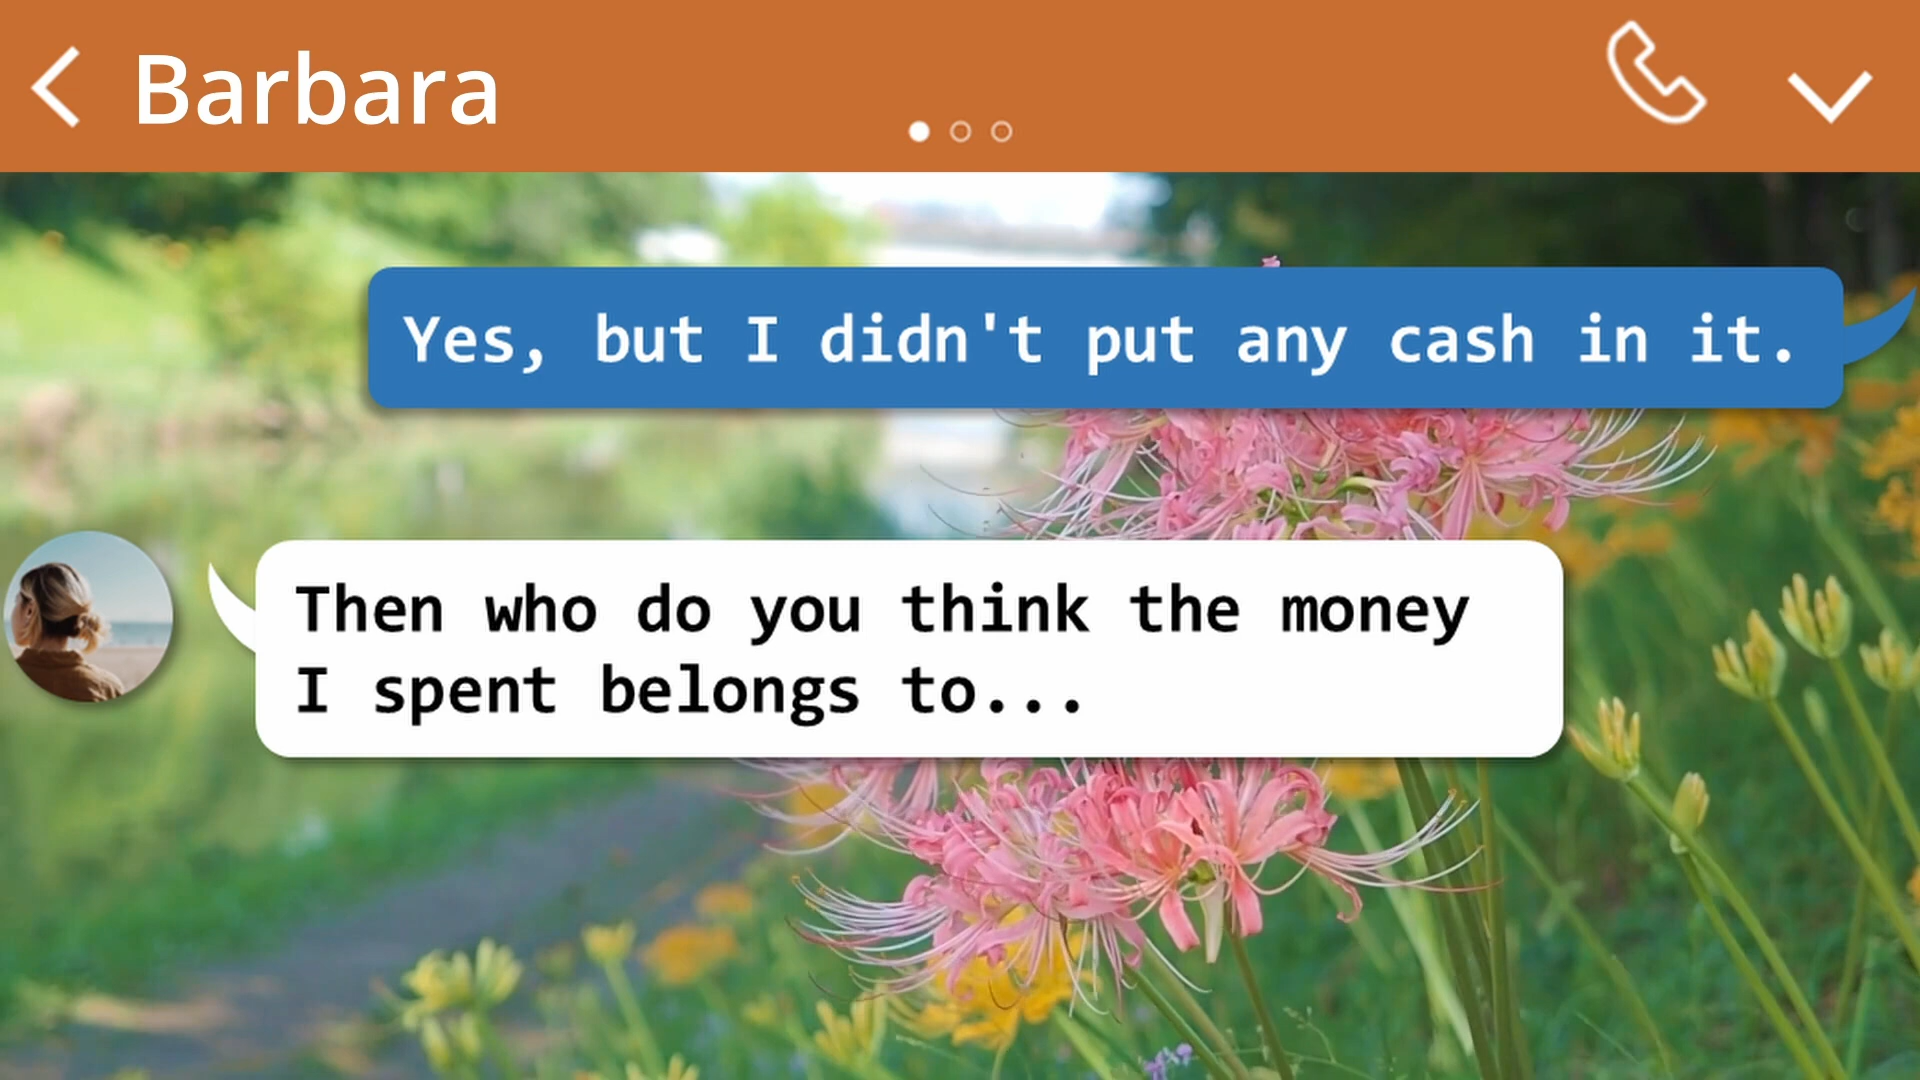 Barbara
Yes, but I didn't put any cash in it.
Then who do you think the money
I spent belongs to...